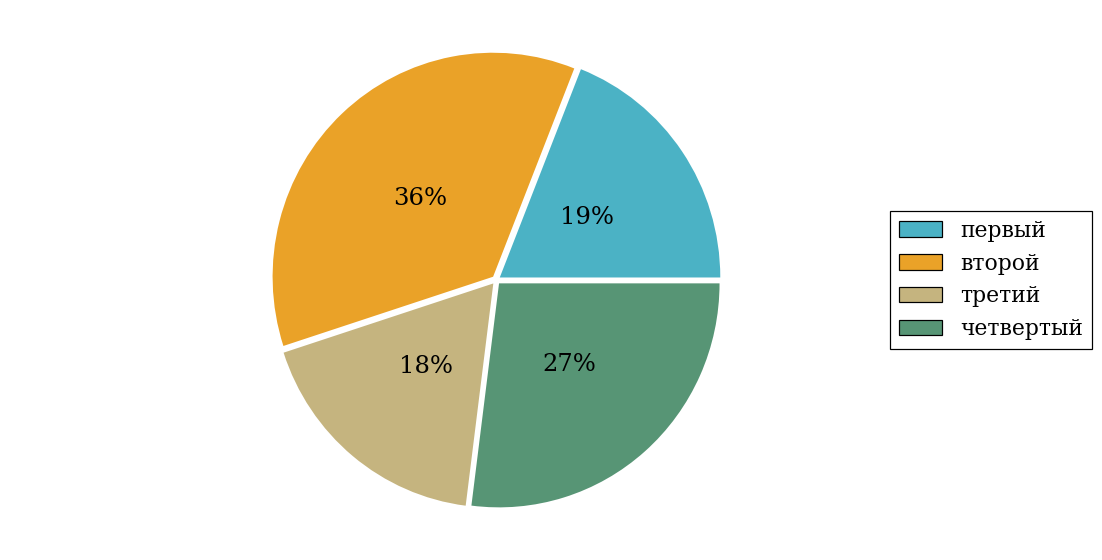 36%
19%
18%
27%
первый
второй
третий
четвертый